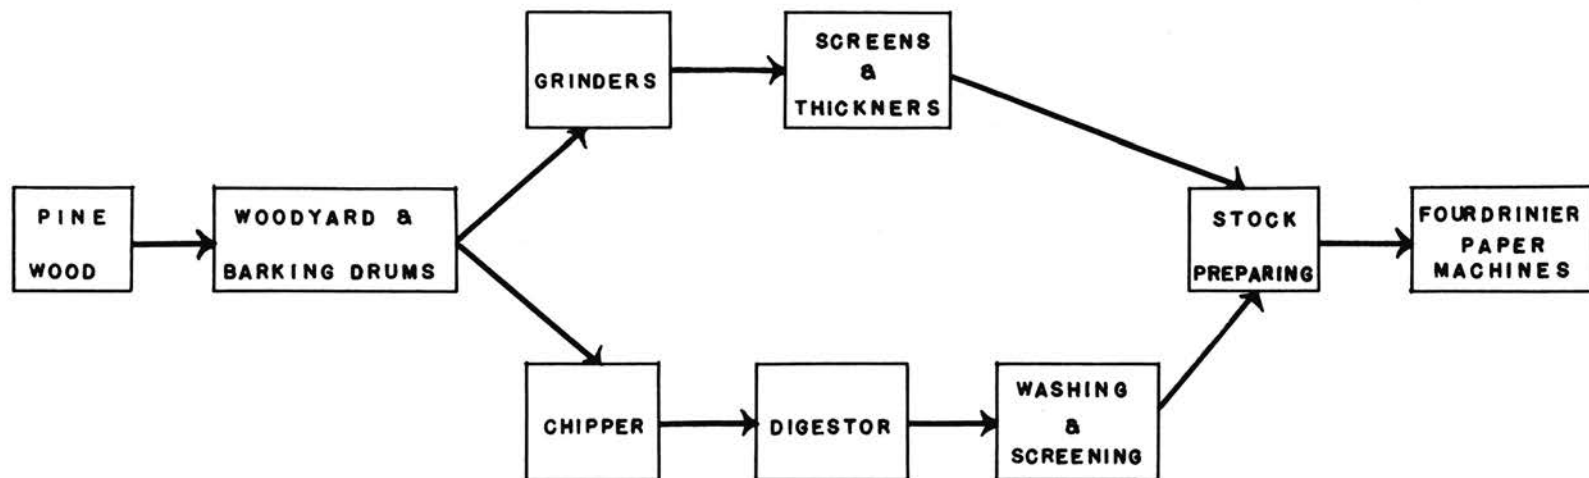 PINE
WOOD
WOODYARD &
BARKING DRUMS
GRINDERS
SCREENS
&
THICKNERS
CHIPPER
DIGESTOR
WASHING
&
SCREENING
STOCK
PREPARING
FOURDRINIER
PAPER
MACHINES